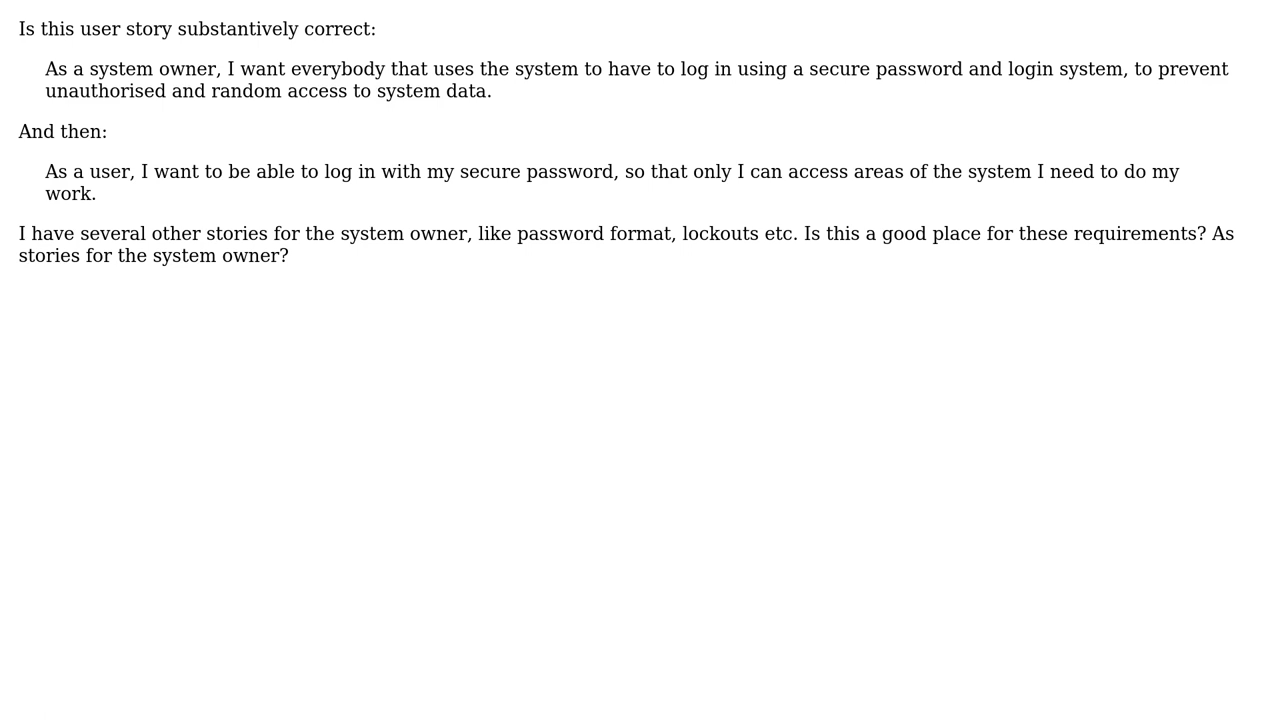 Is this user story substantively correct:
As a system owner, I want everybody that uses the system to have to log in using a secure password and login system, to prevent
unauthorised and random access to system data.
And then:
As a user, I want to be able to log in with my secure password, so that only I can access areas of the system I need to do my
work.
I have several other stories for the system owner, like password format, lockouts etc. Is this a good place for these requirements? As
stories for the system owner?